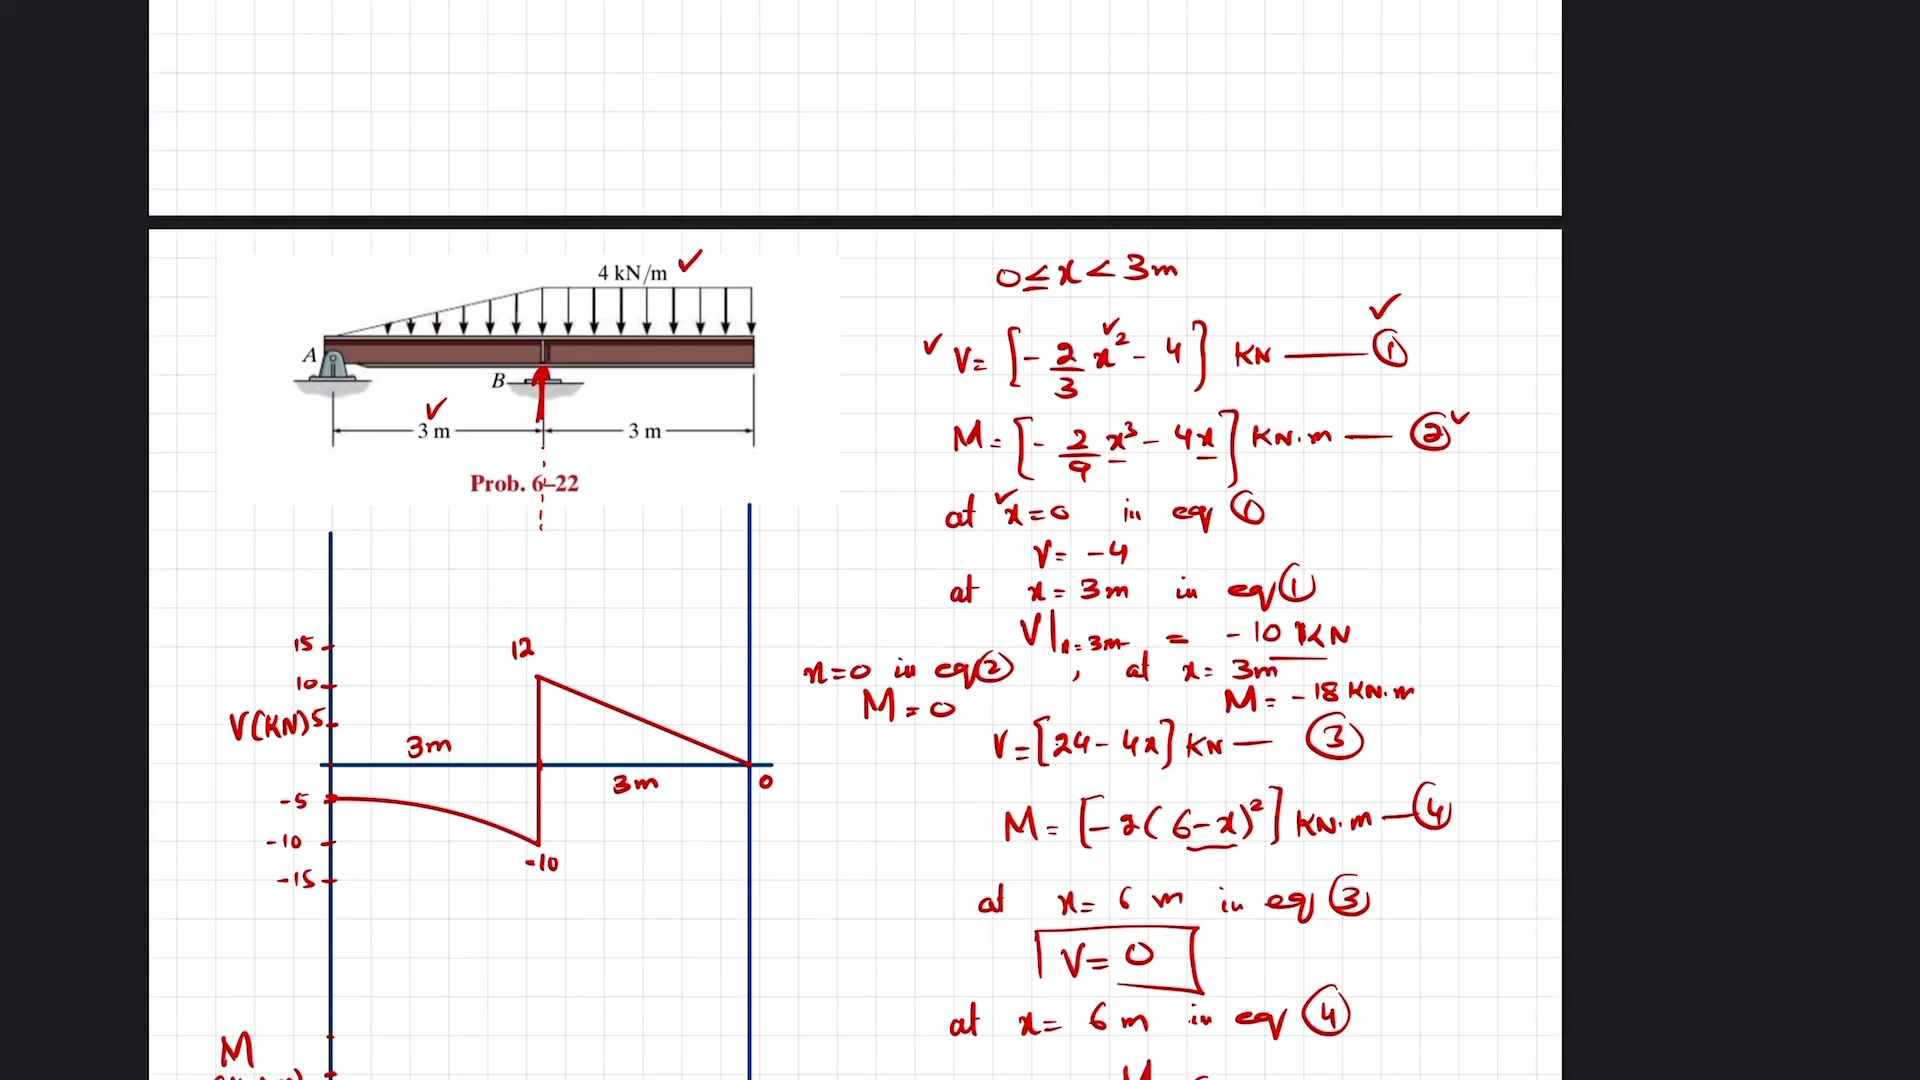 4 kN/m ✓
A
B
✓
3 m
3 m
Prob. 6–22
15
10
V(KN) 5
-5
-10
-15
12
3m
3m
0
-10
M
0 ≤ x < 3m
✓ V = [-2/3 x² - 4] KN — ① ✓
M = [-2/9 x³ - 4x] KN.m — ② ✓
at x=0 in eq ①
V = -4
at x = 3m in eq ①
V|x=3m = -10 KN
x=0 in eq ② , at x = 3m
M = 0 M = -18 KN.m
V = [24 - 4x] KN — ③
M = [-2(6-x)²] KN.m — ④
at x = 6 m in eq ③
V = 0
at x = 6 m in eq ④